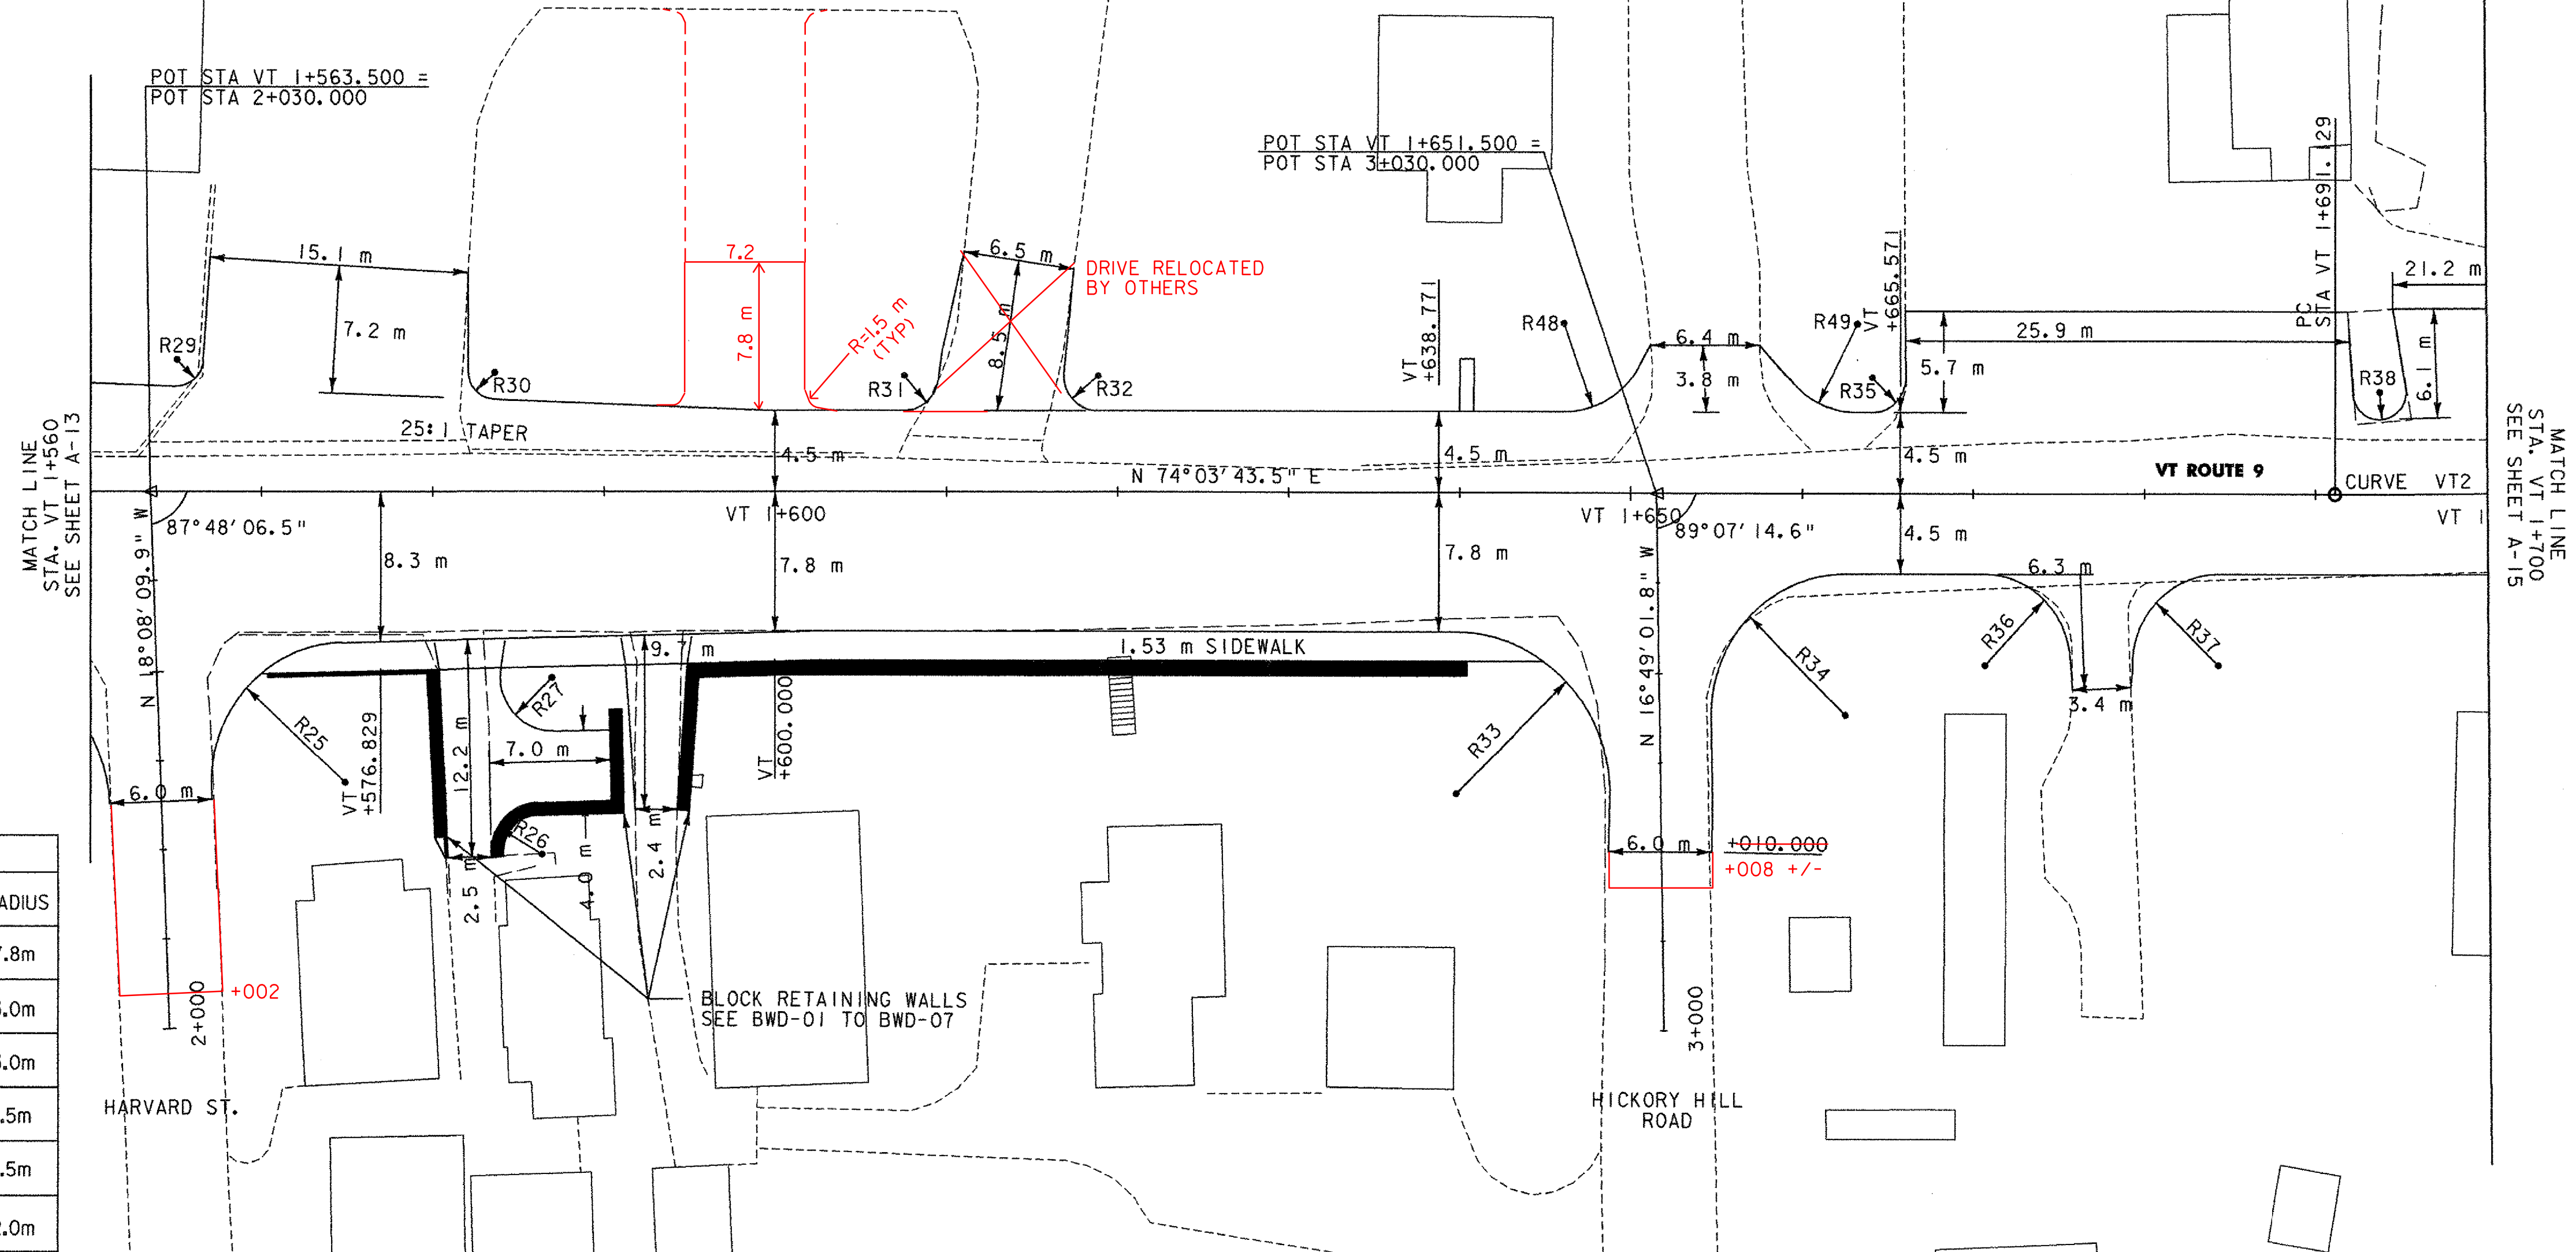 POT STA VT 1+563.500 =
POT STA 2+030.000
POT STA VT 1+651.500 =
POT STA 3+030.000
PC
STA VT 1+691.129
15.1 m
7.2 m
R29
R30
7.2
7.8 m
R=1.5 m
(TYP)
R31
6.5 m
8.5 m
R32
DRIVE RELOCATED
BY OTHERS
VT
+638.771
R48
6.4 m
3.8 m
R49
VT
+665.571
R35
5.7 m
25.9 m
21.2 m
R38
6.1 m
25:1 TAPER
4.5 m
N 74°03'43.5" E
4.5 m
4.5 m
VT ROUTE 9
CURVE VT2
MATCH LINE
STA. VT 1+560
SEE SHEET A-13
MATCH LINE
STA. VT 1+700
SEE SHEET A-15
N 18°08'09.9" W
87°48'06.5"
8.3 m
VT 1+600
7.8 m
7.8 m
VT 1+650
89°07'14.6"
N 16°49'01.8" W
4.5 m
VT 1
6.3 m
9.7 m
1.53 m SIDEWALK
R25
R27
R33
R34
R36
R37
3.4 m
VT
+576.829
12.2 m
7.0 m
VT
+600.000
6.0 m
R26
2.5 m
4.0 m
2.4 m
6.0 m
+010.000
+008 +/-
ADIUS
.8m
.0m
.0m
.5m
.5m
.0m
+002
2+000
BLOCK RETAINING WALLS
SEE BWD-01 TO BWD-07
3+000
HARVARD ST.
HICKORY HILL
ROAD